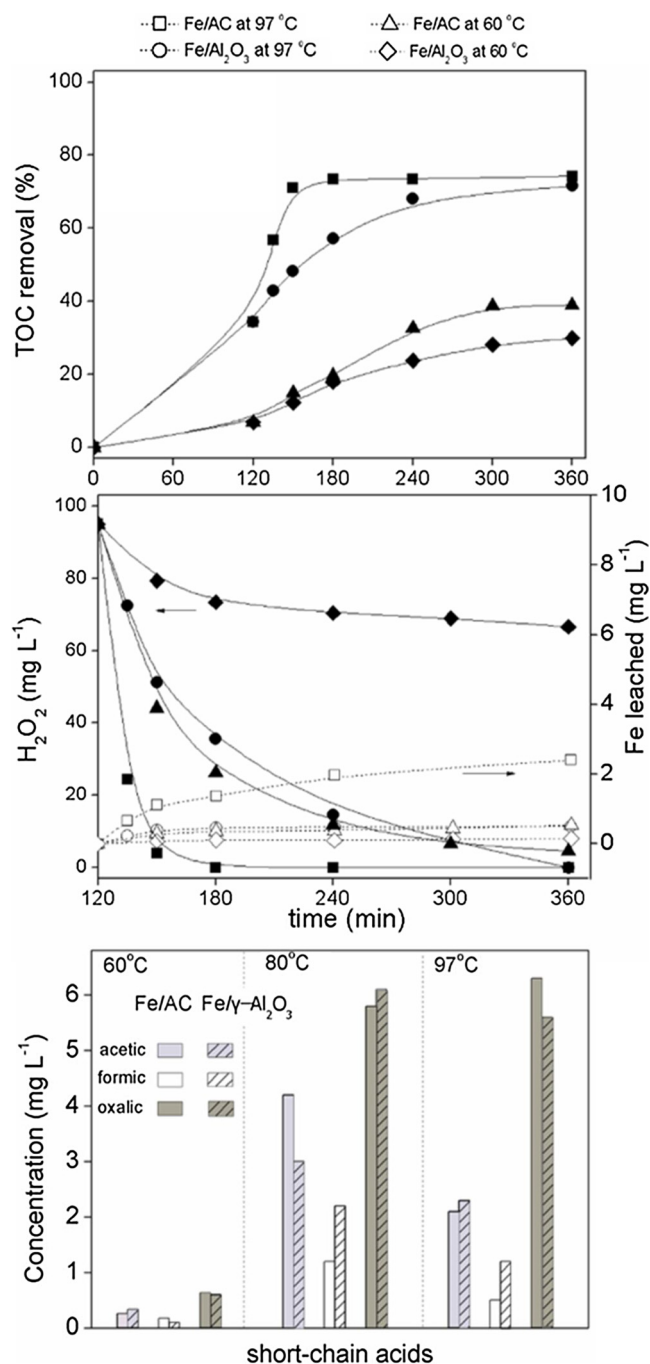 Fe/AC at 97 °C Fe/AC at 60 °C
Fe/Al₂O₃ at 97 °C Fe/Al₂O₃ at 60 °C
TOC removal (%)
100
80
60
40
20
0
0 60 120 180 240 300 360
H₂O₂ (mg L⁻¹)
100
80
60
40
20
0
10
8
6
4
2
0
Fe leached (mg L⁻¹)
120 180 240 300 360
time (min)
60°C 80°C 97°C
Fe/AC Fe/γ–Al₂O₃
acetic
formic
oxalic
Concentration (mg L⁻¹)
6
5
4
3
2
1
0
short-chain acids